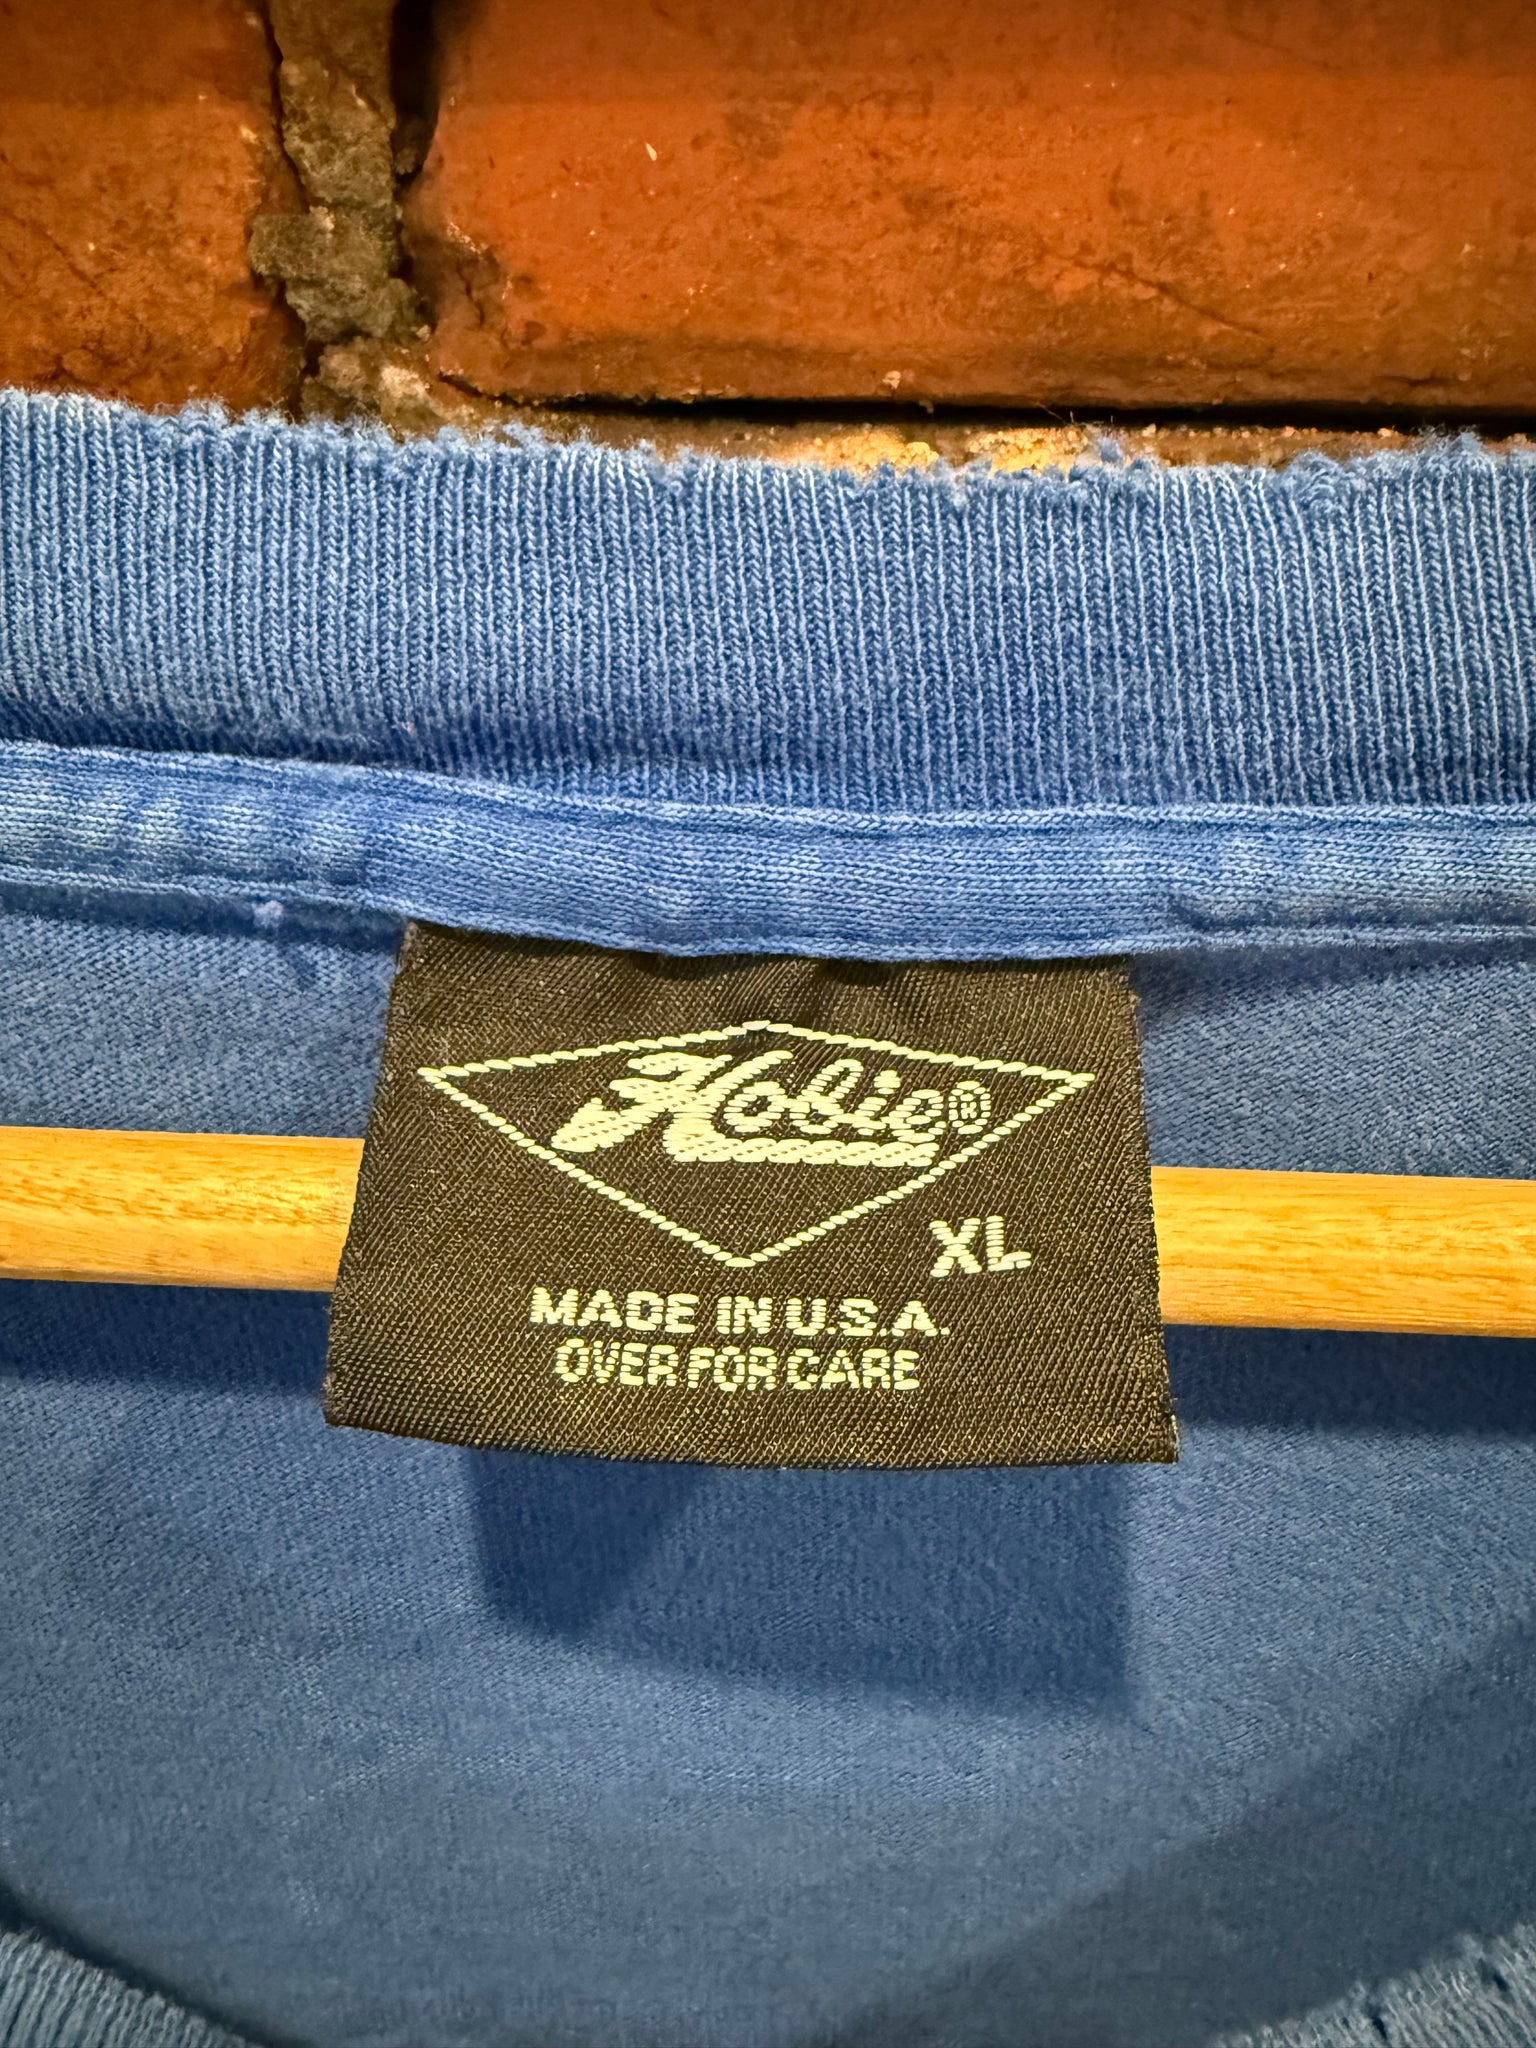 Hobie®
XL
MADE IN U.S.A.
OVER FOR CARE